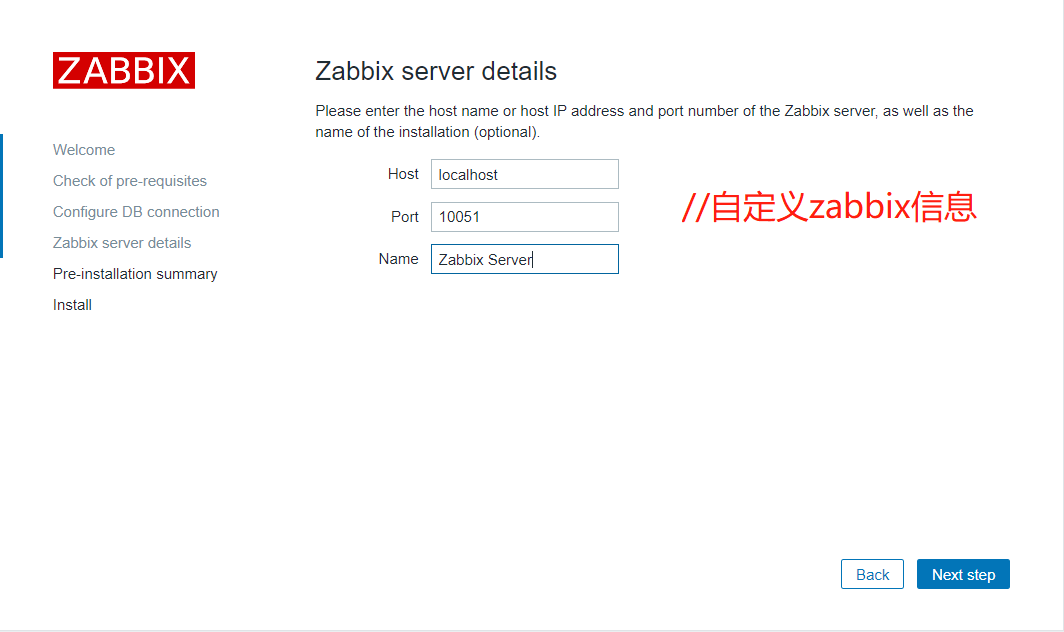 ZABBIX
Welcome
Check of pre-requisites
Configure DB connection
Zabbix server details
Pre-installation summary
Install
Zabbix server details
Please enter the host name or host IP address and port number of the Zabbix server, as well as the
name of the installation (optional).
Host localhost
Port 10051
Name Zabbix Server
//自定义zabbix信息
Back Next step